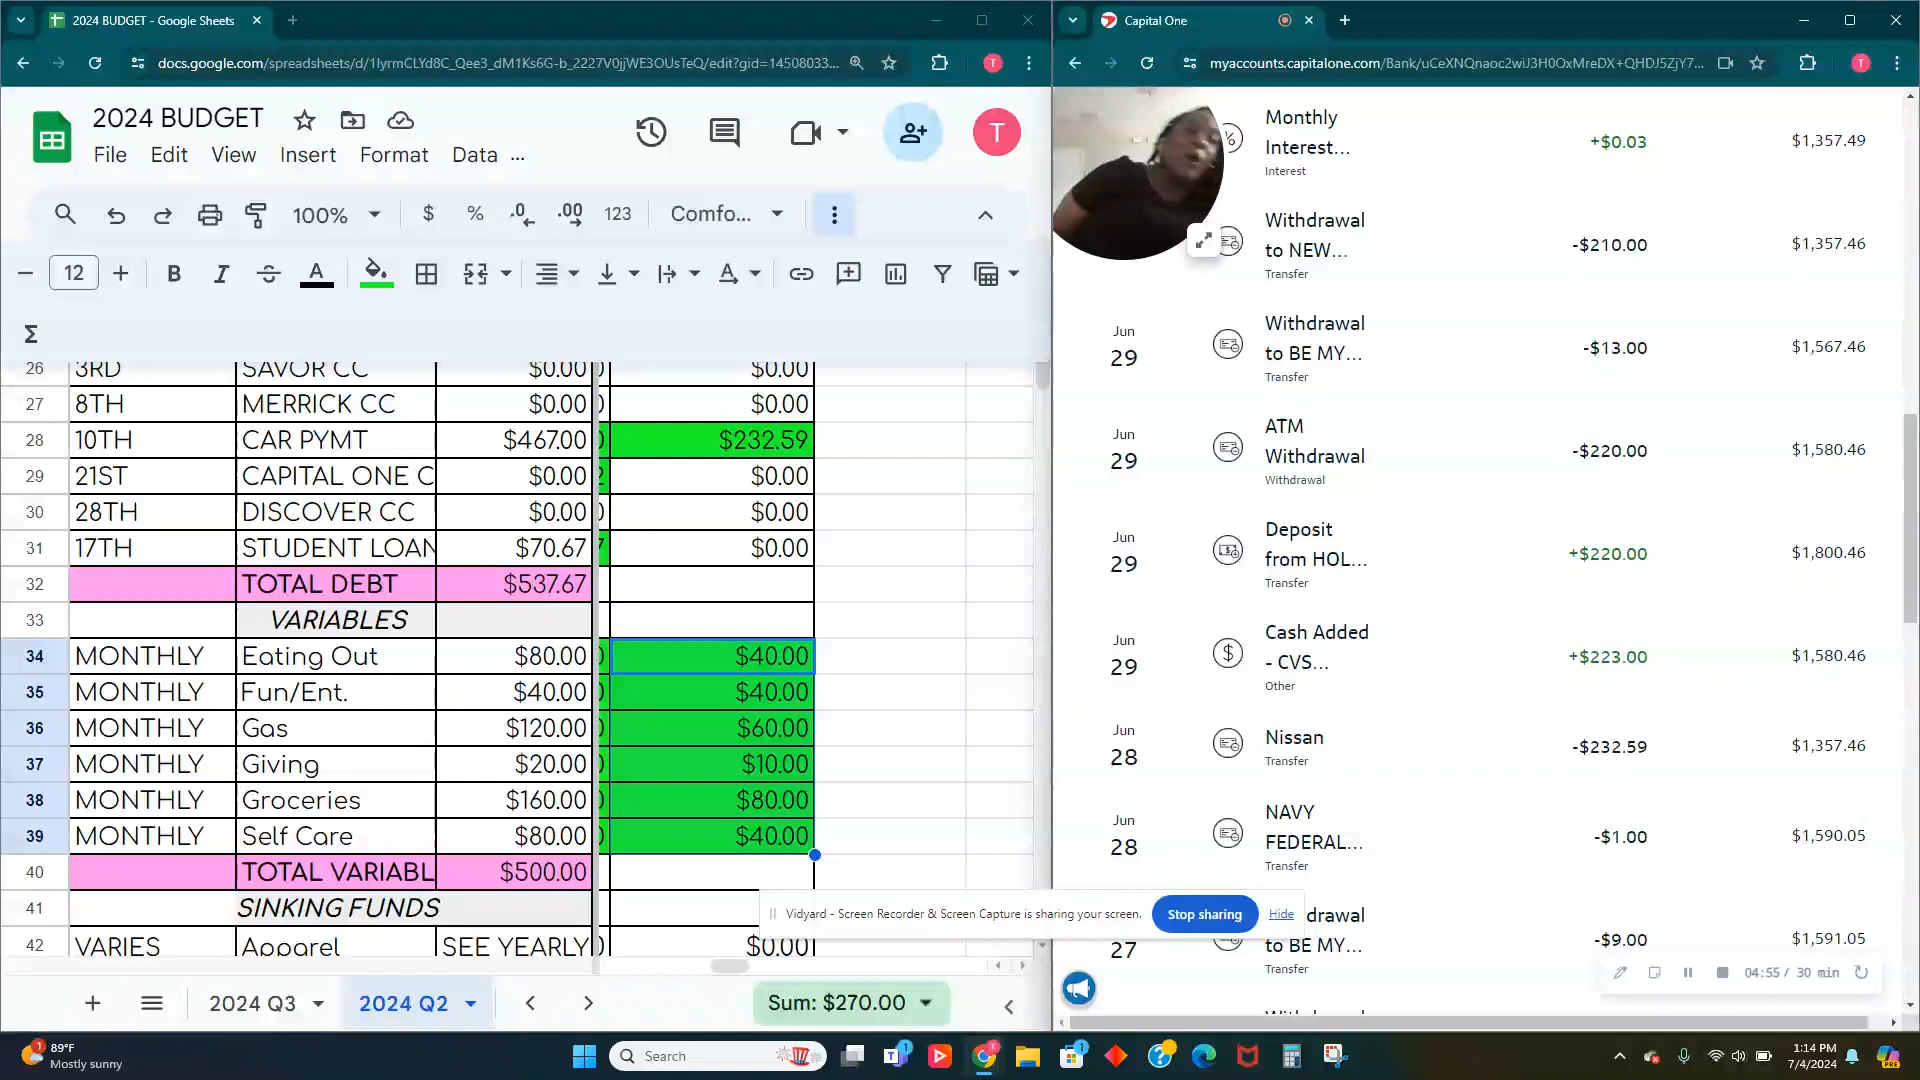 2024 BUDGET - Google Sheets
docs.google.com/spreadsheets/d/1IyrmCLYd8C_Qee3_dM1Ks6G-b_2227V0jjWE3OUsTeQ/edit?gid=14508033...
T
2024 BUDGET
T
File Edit View Insert Format Data ...
100% $ % .0 .00 123 Comfo...
12 B I A
Σ
26 3RD SAVOR CC $0.00 $0.00
27 8TH MERRICK CC $0.00 $0.00
28 10TH CAR PYMT $467.00 $232.59
29 21ST CAPITAL ONE C $0.00 $0.00
30 28TH DISCOVER CC $0.00 $0.00
31 17TH STUDENT LOAN $70.67 $0.00
32 TOTAL DEBT $537.67
33 VARIABLES
34 MONTHLY Eating Out $80.00 $40.00
35 MONTHLY Fun/Ent. $40.00 $40.00
36 MONTHLY Gas $120.00 $60.00
37 MONTHLY Giving $20.00 $10.00
38 MONTHLY Groceries $160.00 $80.00
39 MONTHLY Self Care $80.00 $40.00
40 TOTAL VARIABL $500.00
41 SINKING FUNDS
42 VARIES Apparel SEE YEARLY $0.00
2024 Q3 2024 Q2 Sum: $270.00
Capital One
myaccounts.capitalone.com/Bank/uCeXNQnaoc2wiJ3H0OxMreDX+QHDJ5ZjY7...
T
Monthly
Interest... +$0.03 $1,357.49
Interest
Withdrawal
to NEW... -$210.00 $1,357.46
Transfer
Jun
29
Withdrawal
to BE MY... -$13.00 $1,567.46
Transfer
Jun
29
ATM
Withdrawal -$220.00 $1,580.46
Withdrawal
Jun
29
Deposit
from HOL... +$220.00 $1,800.46
Transfer
Jun
29
Cash Added
- CVS... +$223.00 $1,580.46
Other
Jun
28
Nissan -$232.59 $1,357.46
Transfer
Jun
28
NAVY
FEDERAL... -$1.00 $1,590.05
Transfer
27
drawal
to BE MY... -$9.00 $1,591.05
Transfer
Vidyard - Screen Recorder & Screen Capture is sharing your screen. Stop sharing Hide
04:55 / 30 min
89°F
Mostly sunny
Search
1:14 PM
7/4/2024